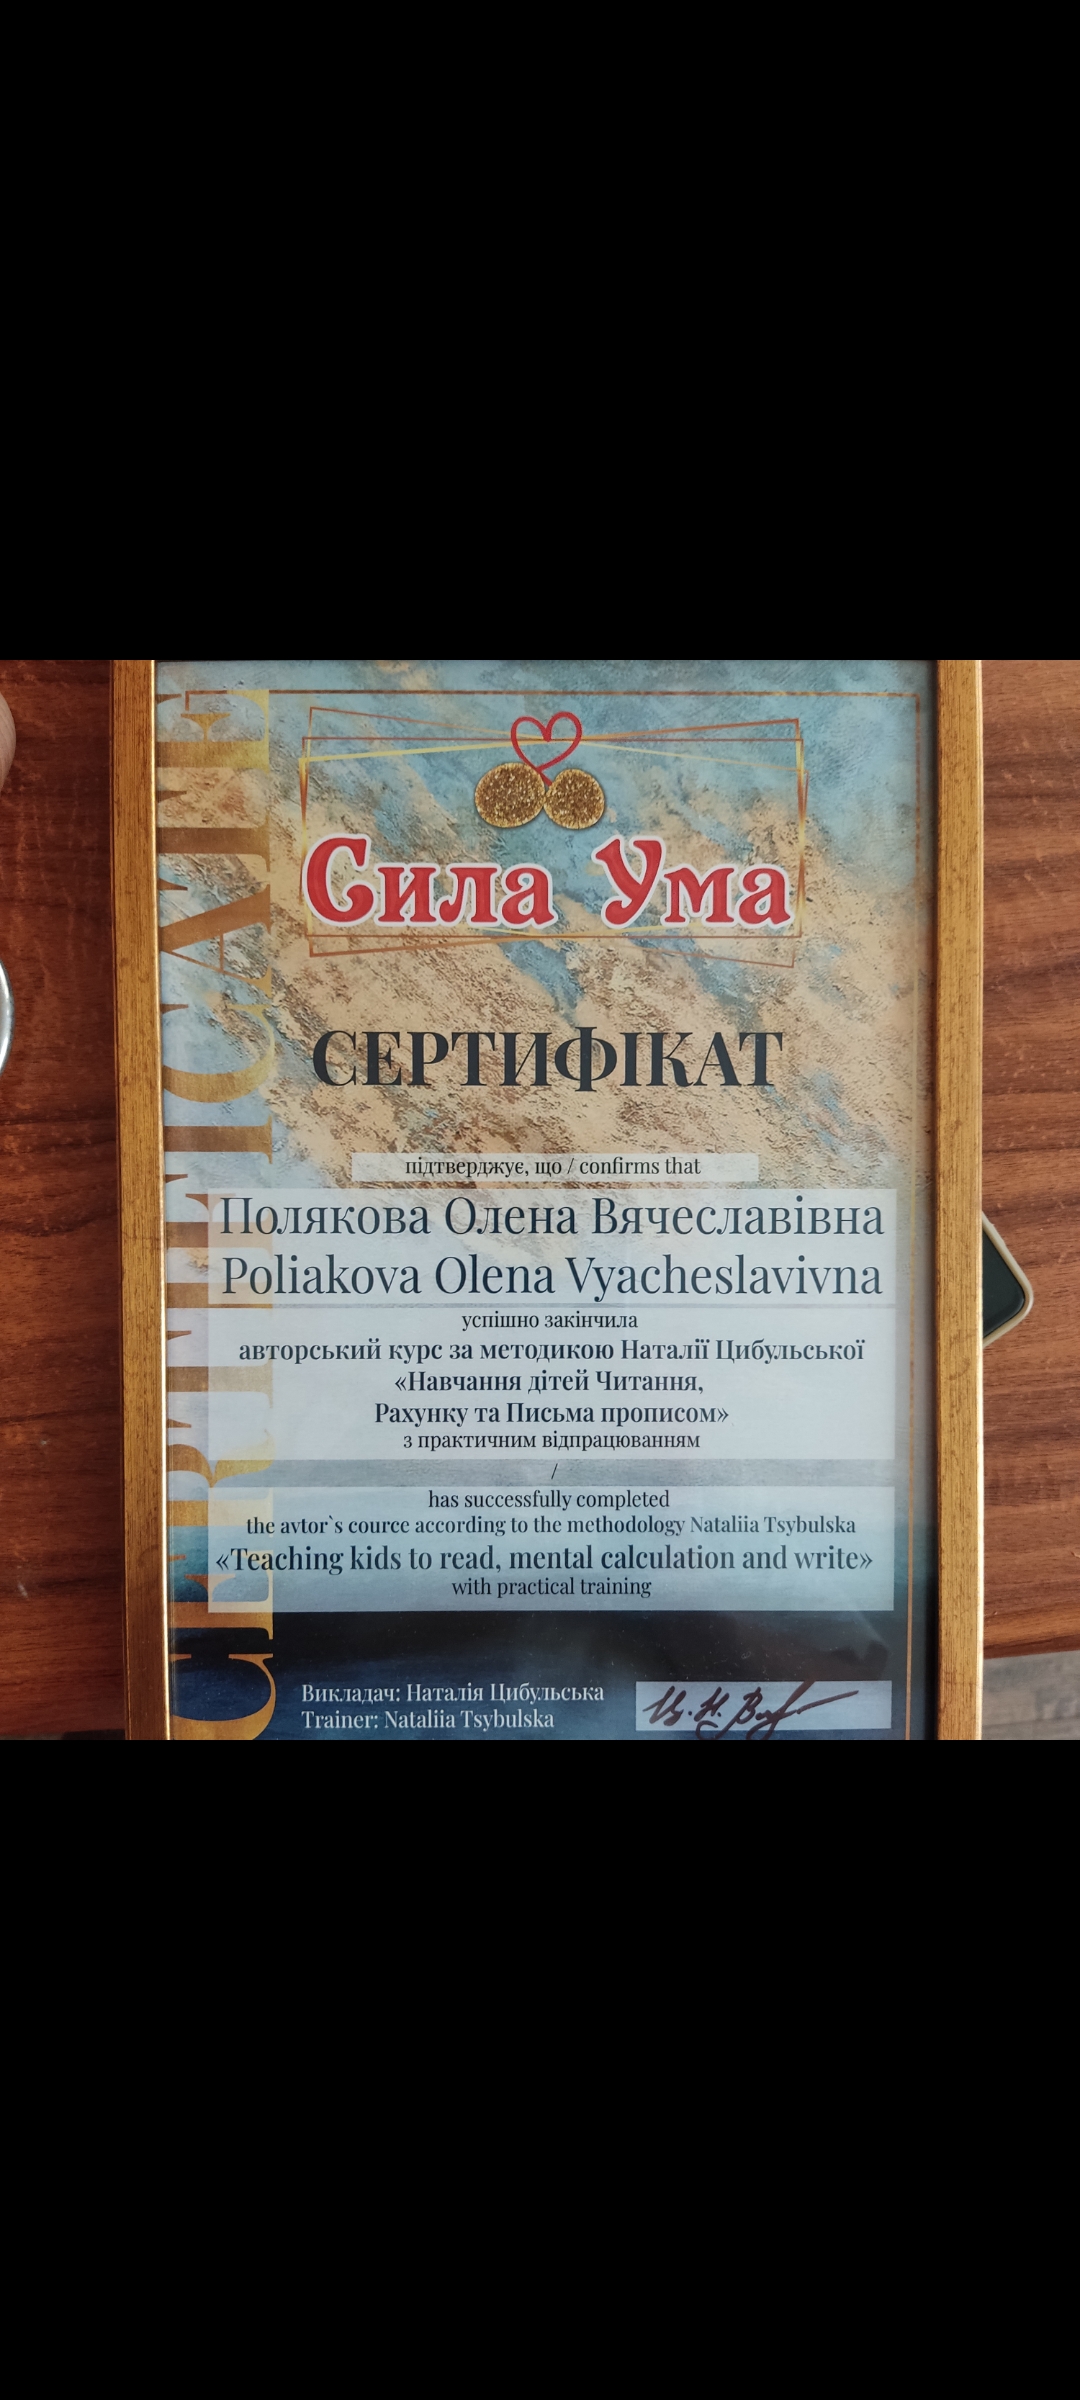 CERTIFICATE
Сила Ума
СЕРТИФІКАТ
підтверджує, що / confirms that
Полякова Олена Вячеславівна
Poliakova Olena Vyacheslavivna
успішно закінчила
авторський курс за методикою Наталії Цибульської
«Навчання дітей Читання,
Рахунку та Письма прописом»
з практичним відпрацюванням
/
has successfully completed
the avtor`s cource according to the methodology Nataliia Tsybulska
«Teaching kids to read, mental calculation and write»
with practical training
Викладач: Наталія Цибульська
Trainer: Nataliia Tsybulska